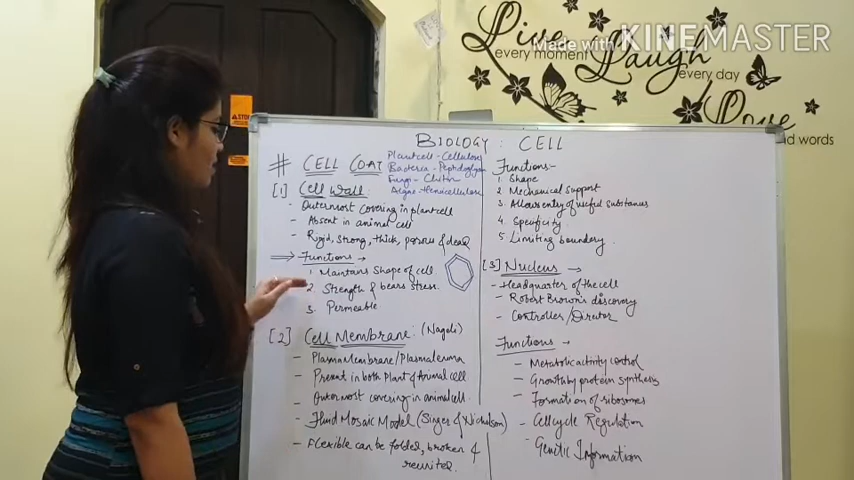 Made with KINEMASTER
Live
every moment
Laugh
every day
Love
beyond words
BIOLOGY : CELL
# CELL COAT
Plant cell - Cellulose
Bacteria - Peptidoglycan
Fungi - Chitin
Algae - Hemicellulose
[1] Cell Wall
- Outermost covering in plant cell
- Absent in animal cell
- Rigid, Strong, thick, porous & dead
⇒ Functions →
1. Maintans Shape of cell
2. Strength & bears stress.
3. Permeable
[2] Cell Membrane : (Nageli)
- Plasma Membrane / Plasmalemma
- Present in both Plant & Animal cell
- Outermost covering in animal cell
- Fluid Mosaic Model (Singer & Nicholson)
- Flexible can be folded, broken &
reunited.
Functions:-
1. Shape
2. Mechanical Support
3. Allows entry of useful substances
4. Specificity
5. Limiting boundary
[3] Nucleus →
- Headquarter of the cell
- Robert Brown's discovery
- Controller / Director
Functions →
- Metabolic activity control
- Growth by protein synthesis
- Formation of ribosomes
- Cell cycle Regulation
- Genetic Information